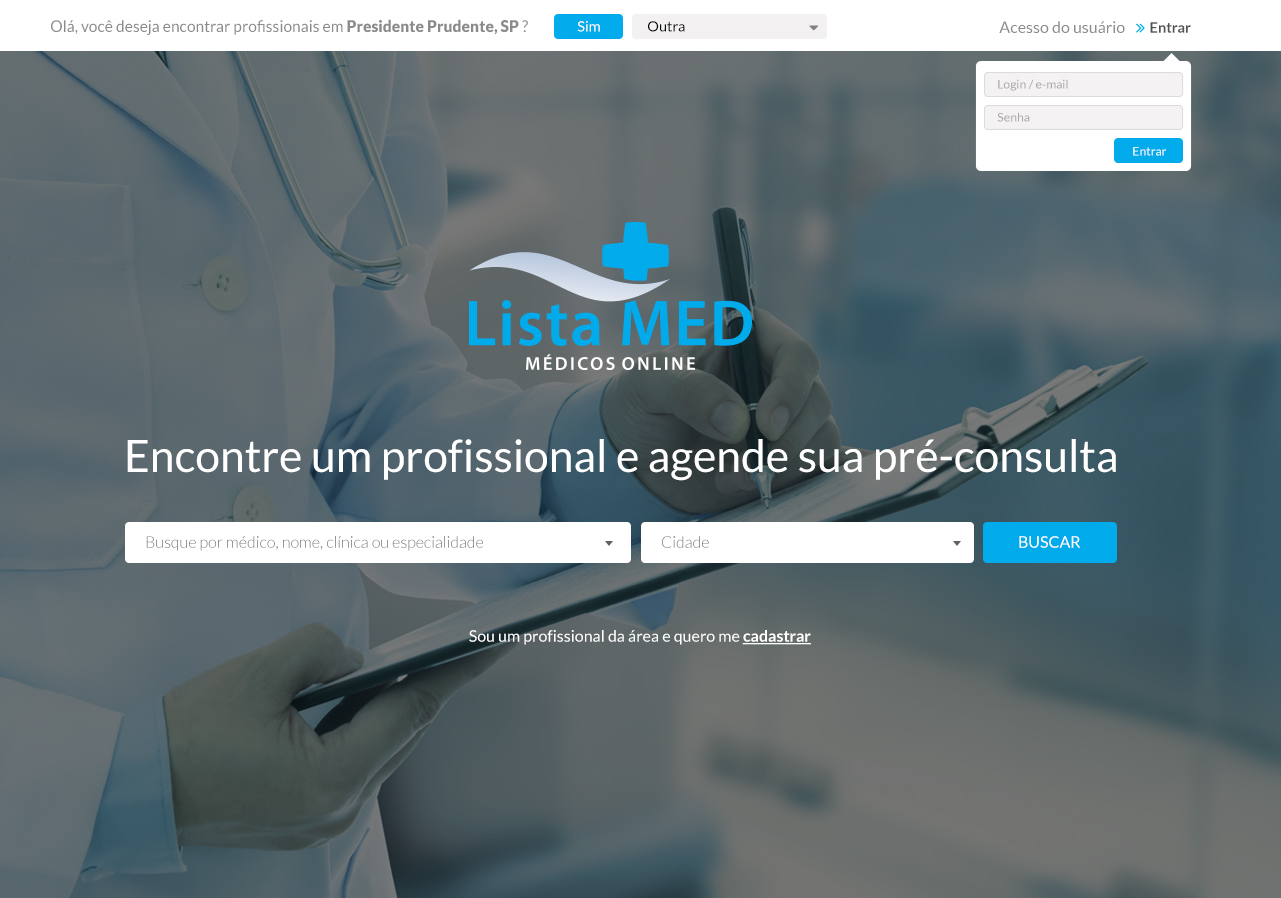 Olá, você deseja encontrar profissionais em Presidente Prudente, SP ?
Sim
Outra
Acesso do usuário » Entrar
Login / e-mail
Senha
Entrar
Lista MED
MÉDICOS ONLINE
Encontre um profissional e agende sua pré-consulta
Busque por médico, nome, clínica ou especialidade
Cidade
BUSCAR
Sou um profissional da área e quero me cadastrar